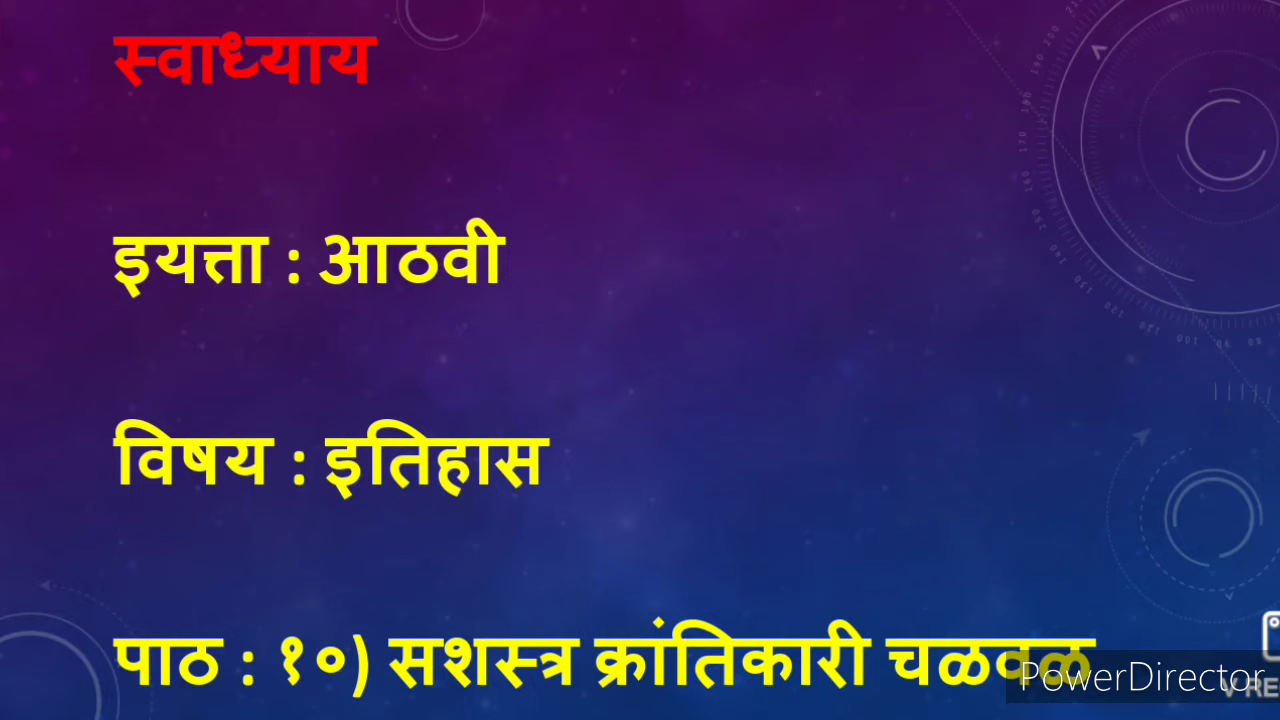 स्वाध्याय
इयत्ता : आठवी
विषय : इतिहास
पाठ : १०) सशस्त्र क्रांतिकारी चळवळ
PowerDirector